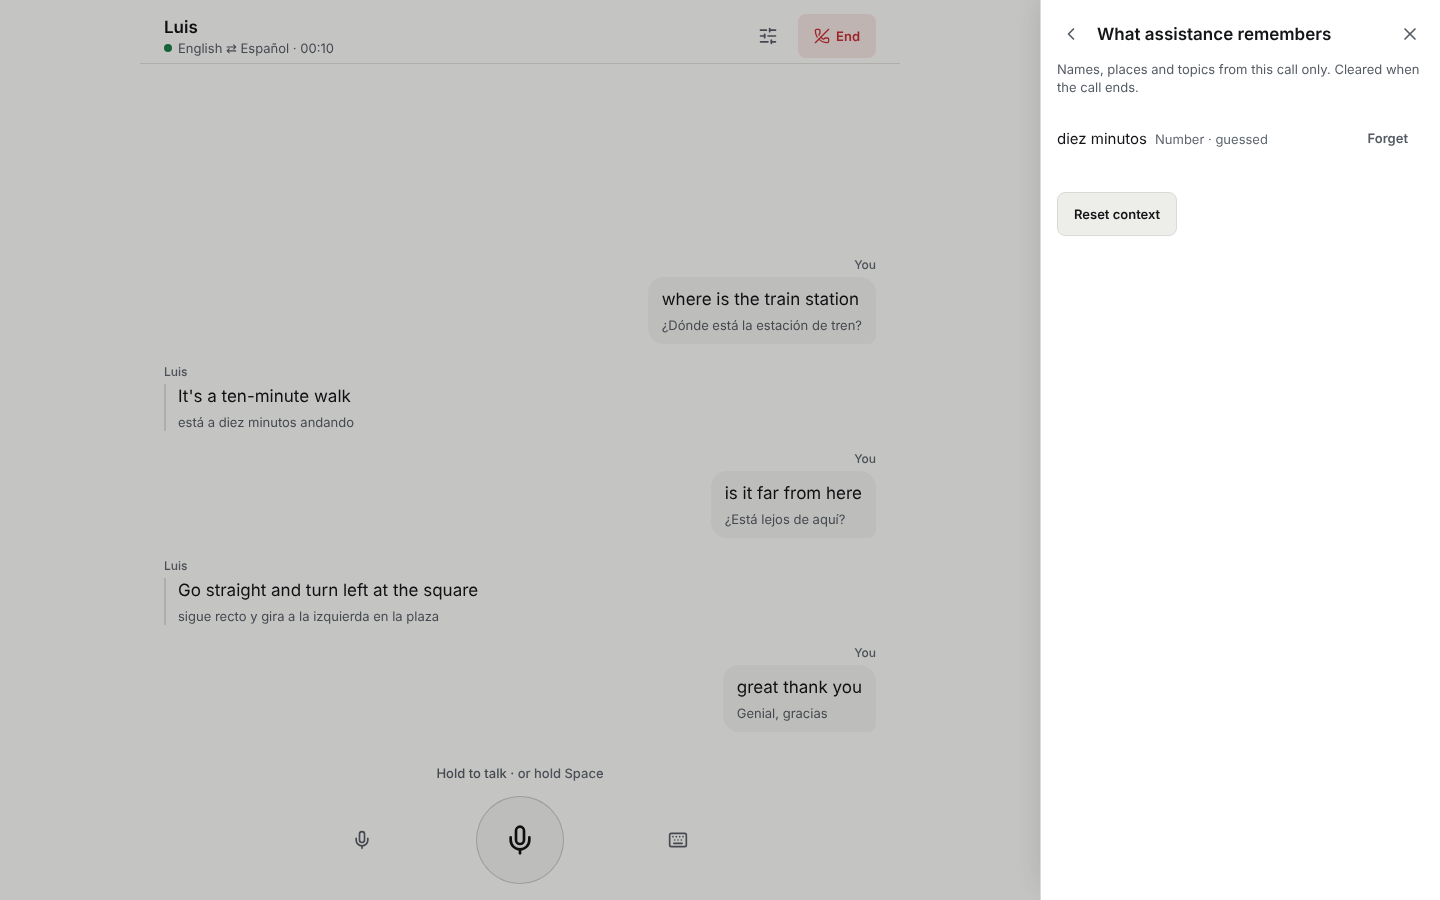 Luis
English ⇄ Español · 00:10
End
You
where is the train station
¿Dónde está la estación de tren?
Luis
It's a ten-minute walk
está a diez minutos andando
You
is it far from here
¿Está lejos de aquí?
Luis
Go straight and turn left at the square
sigue recto y gira a la izquierda en la plaza
You
great thank you
Genial, gracias
Hold to talk · or hold Space
What assistance remembers
Names, places and topics from this call only. Cleared when
the call ends.
diez minutos Number · guessed Forget
Reset context